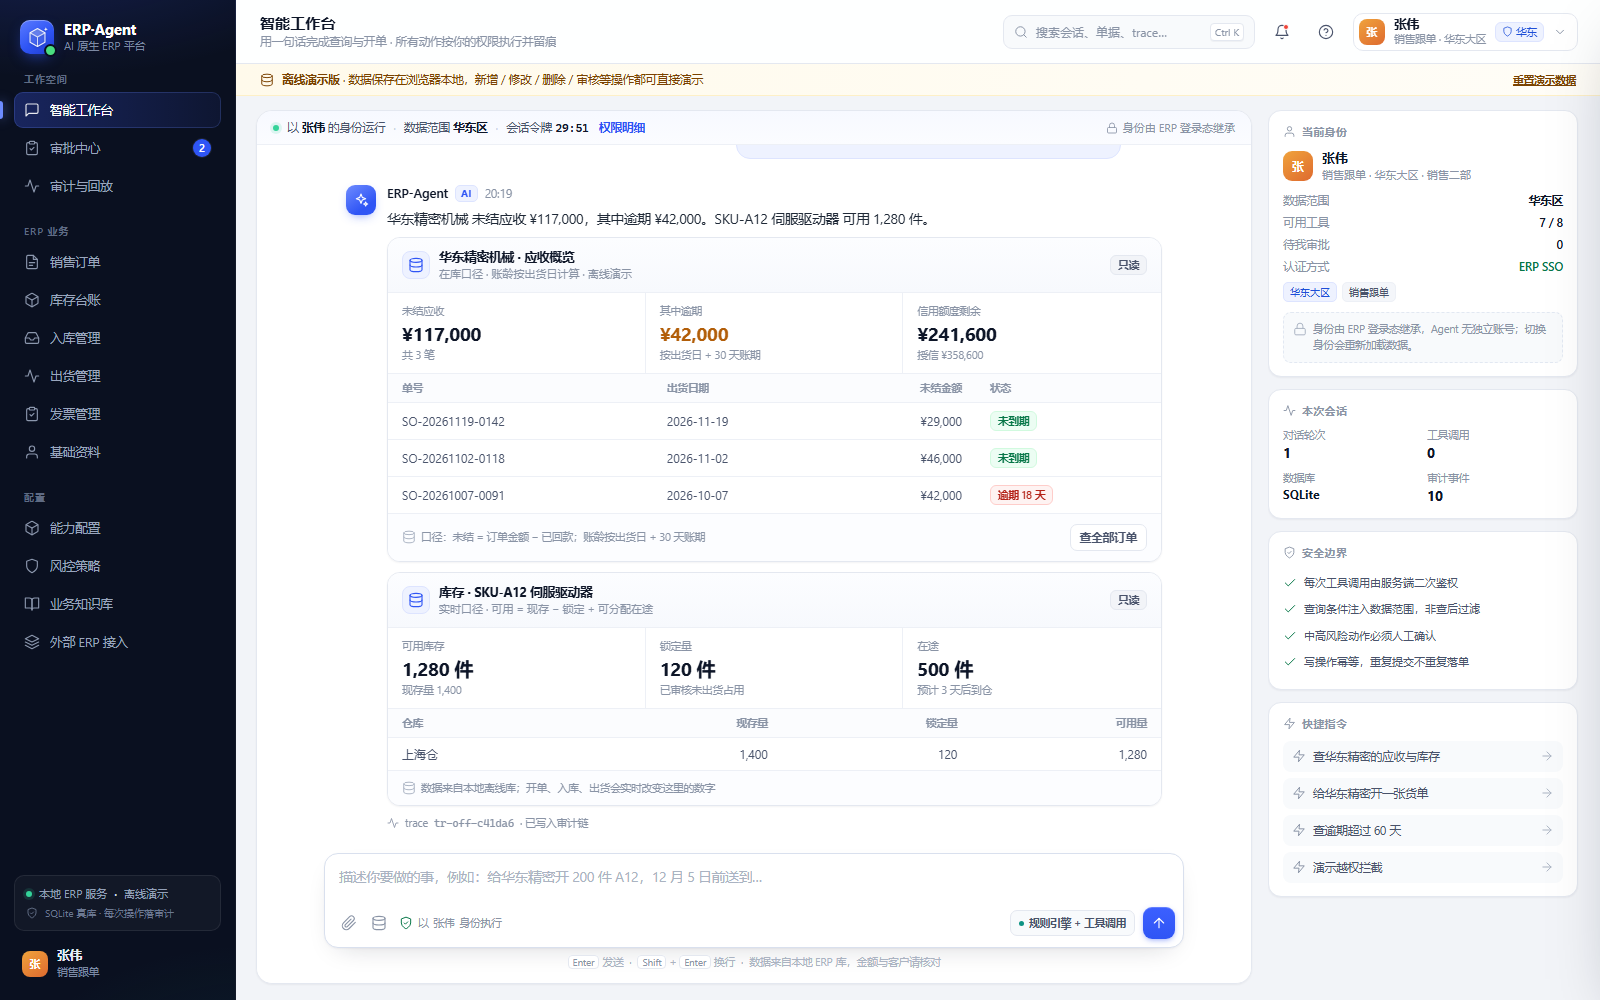 ERP-Agent
AI 原生 ERP 平台
工作空间
智能工作台
审批中心
2
审计与回放
ERP 业务
销售订单
库存台账
入库管理
出货管理
发票管理
基础资料
配置
能力配置
风控策略
业务知识库
外部 ERP 接入
本地 ERP 服务 · 离线演示
SQLite 真库 · 每次操作落审计
张
张伟
销售跟单
智能工作台
用一句话完成查询与开单 · 所有动作按你的权限执行并留痕
搜索会话、单据、trace...
Ctrl K
张
张伟
销售跟单 · 华东大区
华东
离线演示版 · 数据保存在浏览器本地，新增 / 修改 / 删除 / 审核等操作都可直接演示
重置演示数据
以 张伟 的身份运行 · 数据范围 华东区 · 会话令牌 29:51 权限明细
身份由 ERP 登录态继承
ERP-Agent AI 20:19
华东精密机械 未结应收 ¥117,000，其中逾期 ¥42,000。SKU-A12 伺服驱动器 可用 1,280 件。
华东精密机械 · 应收概览
在库口径 · 账龄按出货日计算 · 离线演示
只读
未结应收
¥117,000
共 3 笔
其中逾期
¥42,000
按出货日 + 30 天账期
信用额度剩余
¥241,600
授信 ¥358,600
单号 出货日期 未结金额 状态
SO-20261119-0142 2026-11-19 ¥29,000 未到期
SO-20261102-0118 2026-11-02 ¥46,000 未到期
SO-20261007-0091 2026-10-07 ¥42,000 逾期 18 天
口径：未结 = 订单金额 − 已回款；账龄按出货日 + 30 天账期
查全部订单
库存 · SKU-A12 伺服驱动器
实时口径 · 可用 = 现存 − 锁定 + 可分配在途
只读
可用库存
1,280 件
现存量 1,400
锁定量
120 件
已审核未出货占用
在途
500 件
预计 3 天后到仓
仓库 现存量 锁定量 可用量
上海仓 1,400 120 1,280
数据来自本地离线库；开单、入库、出货会实时改变这里的数字
trace tr-off-c41da6 · 已写入审计链
描述你要做的事，例如：给华东精密开 200 件 A12，12 月 5 日前送到...
以 张伟 身份执行
规则引擎 + 工具调用
Enter 发送 · Shift + Enter 换行 · 数据来自本地 ERP 库，金额与客户请核对
当前身份
张
张伟
销售跟单 · 华东大区 · 销售二部
数据范围 华东区
可用工具 7 / 8
待我审批 0
认证方式 ERP SSO
华东大区 销售跟单
身份由 ERP 登录态继承，Agent 无独立账号；切换
身份会重新加载数据。
本次会话
对话轮次
1
工具调用
0
数据库
SQLite
审计事件
10
安全边界
每次工具调用由服务端二次鉴权
查询条件注入数据范围，非查后过滤
中高风险动作必须人工确认
写操作幂等，重复提交不重复落单
快捷指令
查华东精密的应收与库存
给华东精密开一张货单
查逾期超过 60 天
演示越权拦截